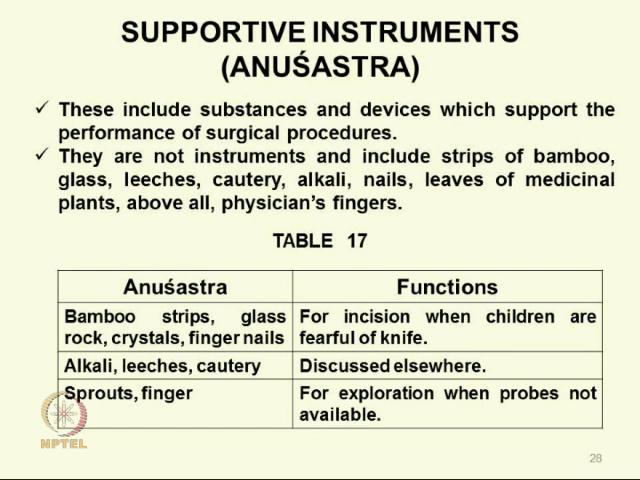 SUPPORTIVE INSTRUMENTS
(ANUŚASTRA)
✓ These include substances and devices which support the
performance of surgical procedures.
✓ They are not instruments and include strips of bamboo,
glass, leeches, cautery, alkali, nails, leaves of medicinal
plants, above all, physician's fingers.
TABLE 17
Anuśastra Functions
Bamboo strips, glass For incision when children are
rock, crystals, finger nails fearful of knife.
Alkali, leeches, cautery Discussed elsewhere.
Sprouts, finger For exploration when probes not
available.
NPTEL
28